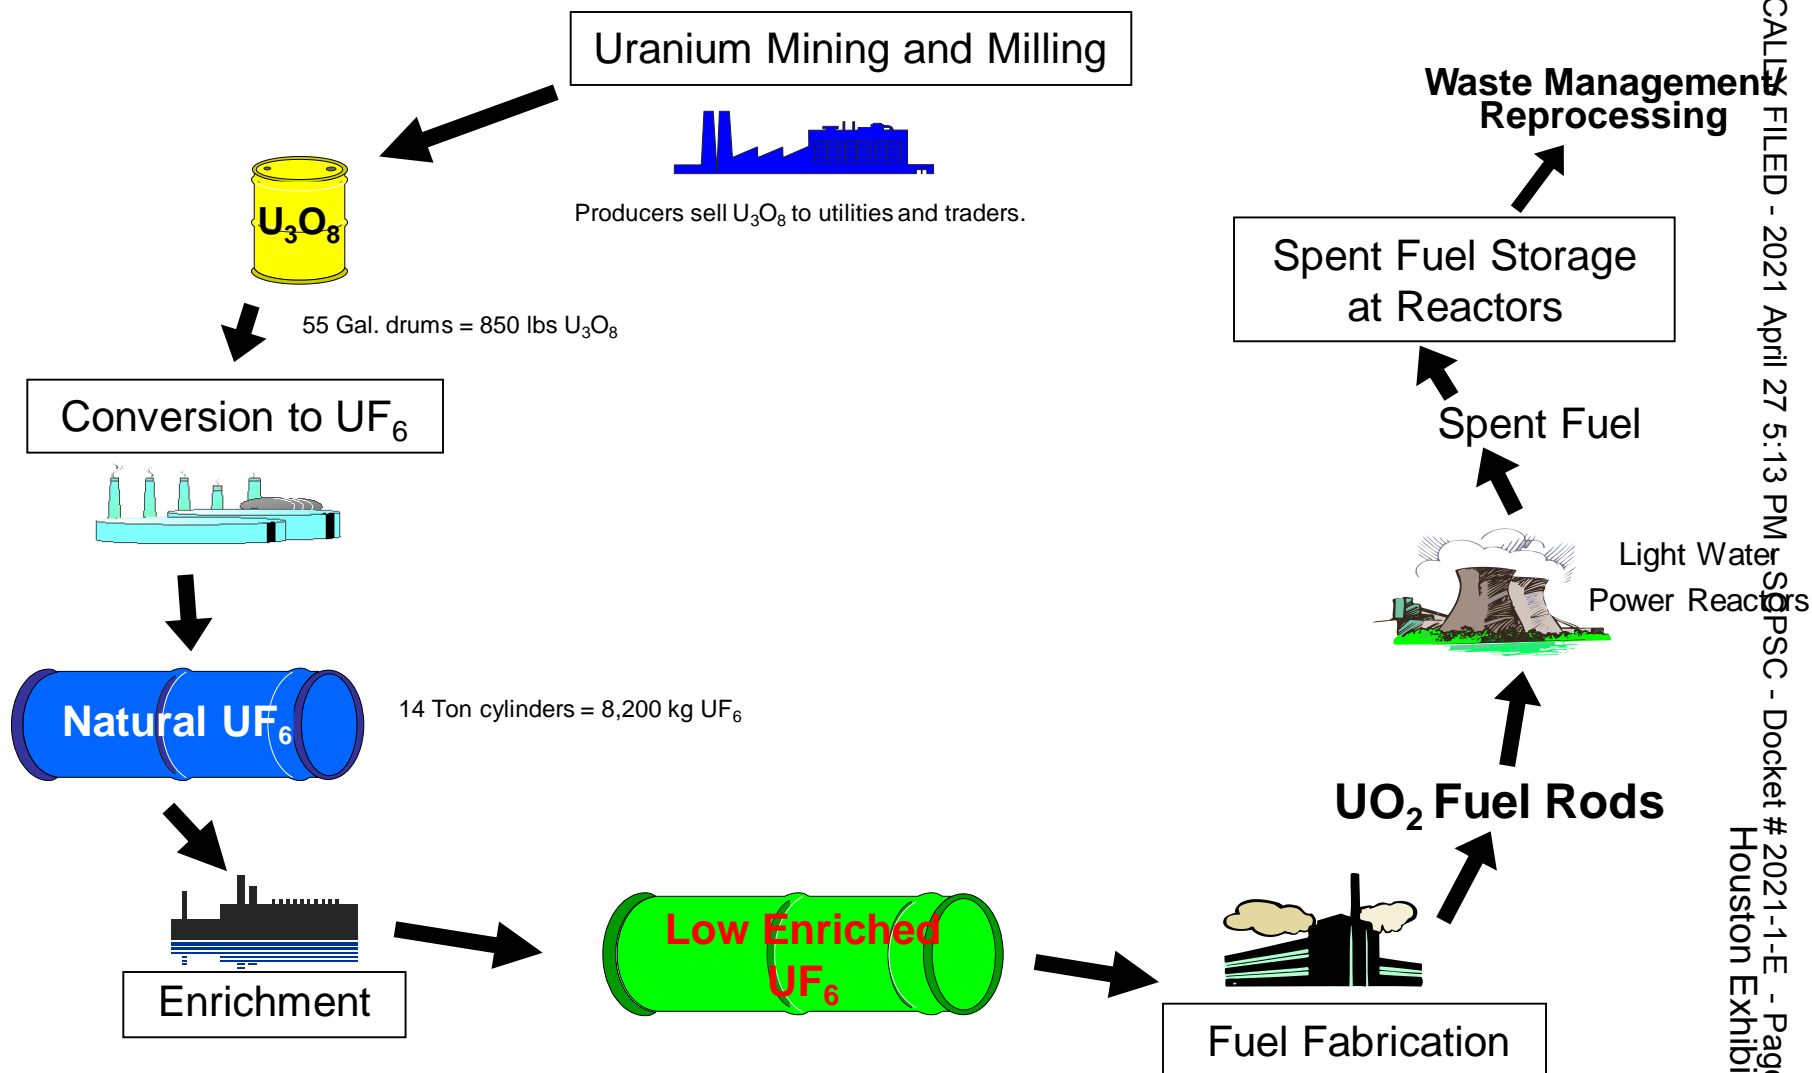 Uranium Mining and Milling
Waste Management/
Reprocessing
U₃O₈
Producers sell U₃O₈ to utilities and traders.
55 Gal. drums = 850 lbs U₃O₈
Spent Fuel Storage
at Reactors
Conversion to UF₆
Spent Fuel
Light Water
Power Reactors
Natural UF₆
14 Ton cylinders = 8,200 kg UF₆
UO₂ Fuel Rods
Low Enriched
UF₆
Enrichment
Fuel Fabrication
FILED - 2021 April 27 5:13 PM - SCPSC - Docket # 2021-1-E - Page
Houston